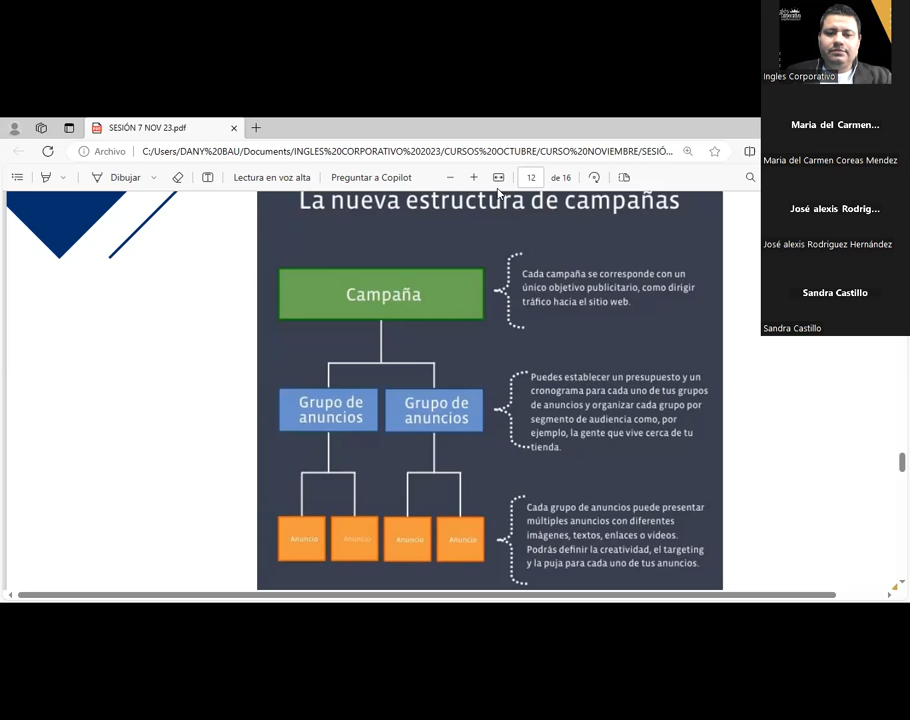 Ingles Corporativo
Maria del Carmen...
Maria del Carmen Coreas Mendez
José alexis Rodrig...
José alexis Rodriguez Hernández
Sandra Castillo
Sandra Castillo
SESIÓN 7 NOV 23.pdf
Archivo
C:/Users/DANY%20BAU/Documents/INGLES%20CORPORATIVO%202023/CURSOS%20OCTUBRE/CURSO%20NOVIEMBRE/SESIÓ...
Dibujar
Lectura en voz alta
Preguntar a Copilot
12
de 16
La nueva estructura de campañas
Campaña
Cada campaña se corresponde con un
único objetivo publicitario, como dirigir
tráfico hacia el sitio web.
Grupo de
anuncios
Grupo de
anuncios
Puedes establecer un presupuesto y un
cronograma para cada uno de tus grupos
de anuncios y organizar cada grupo por
segmento de audiencia como, por
ejemplo, la gente que vive cerca de tu
tienda.
Anuncio
Anuncio
Anuncio
Anuncio
Cada grupo de anuncios puede presentar
múltiples anuncios con diferentes
imágenes, textos, enlaces o videos.
Podrás definir la creatividad, el targeting
y la puja para cada uno de tus anuncios.